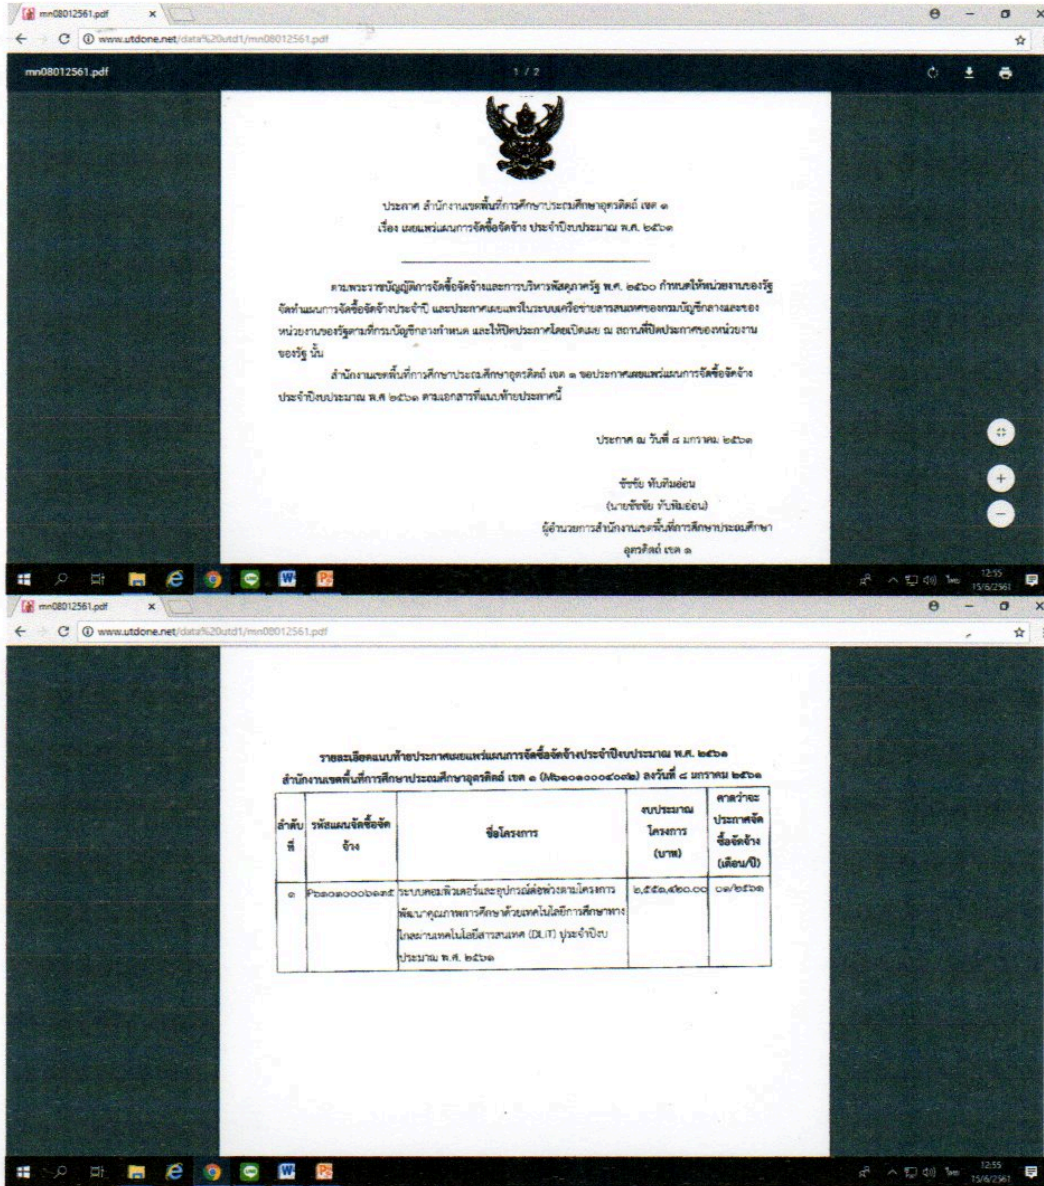 mn08012561.pdf
www.utdone.net/data%20utd1/mn08012561.pdf
mn08012561.pdf
1 / 2
ประกาศ สำนักงานเขตพื้นที่การศึกษาประถมศึกษาอุตรดิตถ์ เขต ๑
เรื่อง เผยแพร่แผนการจัดซื้อจัดจ้าง ประจำปีงบประมาณ พ.ศ. ๒๕๖๑
ตามพระราชบัญญัติการจัดซื้อจัดจ้างและการบริหารพัสดุภาครัฐ พ.ศ. ๒๕๖๐ กำหนดให้หน่วยงานของรัฐ
จัดทำแผนการจัดซื้อจัดจ้างประจำปี และประกาศเผยแพร่ในระบบเครือข่ายสารสนเทศของกรมบัญชีกลางและของ
หน่วยงานของรัฐตามที่กรมบัญชีกลางกำหนด และให้ปิดประกาศโดยเปิดเผย ณ สถานที่ปิดประกาศของหน่วยงาน
ของรัฐ นั้น
สำนักงานเขตพื้นที่การศึกษาประถมศึกษาอุตรดิตถ์ เขต ๑ ขอประกาศเผยแพร่แผนการจัดซื้อจัดจ้าง
ประจำปีงบประมาณ พ.ศ ๒๕๖๑ ตามเอกสารที่แนบท้ายประกาศนี้
ประกาศ ณ วันที่ ๘ มกราคม ๒๕๖๑
ชัชชัย ทับทิมอ่อน
(นายชัชชัย ทับทิมอ่อน)
ผู้อำนวยการสำนักงานเขตพื้นที่การศึกษาประถมศึกษา
อุตรดิตถ์ เขต ๑
12:55
15/6/2561
mn08012561.pdf
www.utdone.net/data%20utd1/mn08012561.pdf
รายละเอียดแนบท้ายประกาศเผยแพร่แผนการจัดซื้อจัดจ้างประจำปีงบประมาณ พ.ศ. ๒๕๖๑
สำนักงานเขตพื้นที่การศึกษาประถมศึกษาอุตรดิตถ์ เขต ๑ (M๖๑๐๑๐๐๐๔๐๗๒) ลงวันที่ ๘ มกราคม ๒๕๖๑
ลำดับที่ รหัสแผนจัดซื้อจัดจ้าง ชื่อโครงการ งบประมาณโครงการ (บาท) คาดว่าจะประกาศจัดซื้อจัดจ้าง (เดือน/ปี)
๑ P๖๑๐๑๐๐๐๖๑๓๕ ระบบคอมพิวเตอร์และอุปกรณ์ต่อพ่วงตามโครงการ ๒,๕๕๑,๔๒๐.๐๐ ๐๑/๒๕๖๑
พัฒนาคุณภาพการศึกษาด้วยเทคโนโลยีการศึกษาทาง
ไกลผ่านเทคโนโลยีสารสนเทศ (DLIT) ประจำปีงบ
ประมาณ พ.ศ. ๒๕๖๑
12:55
15/6/2561